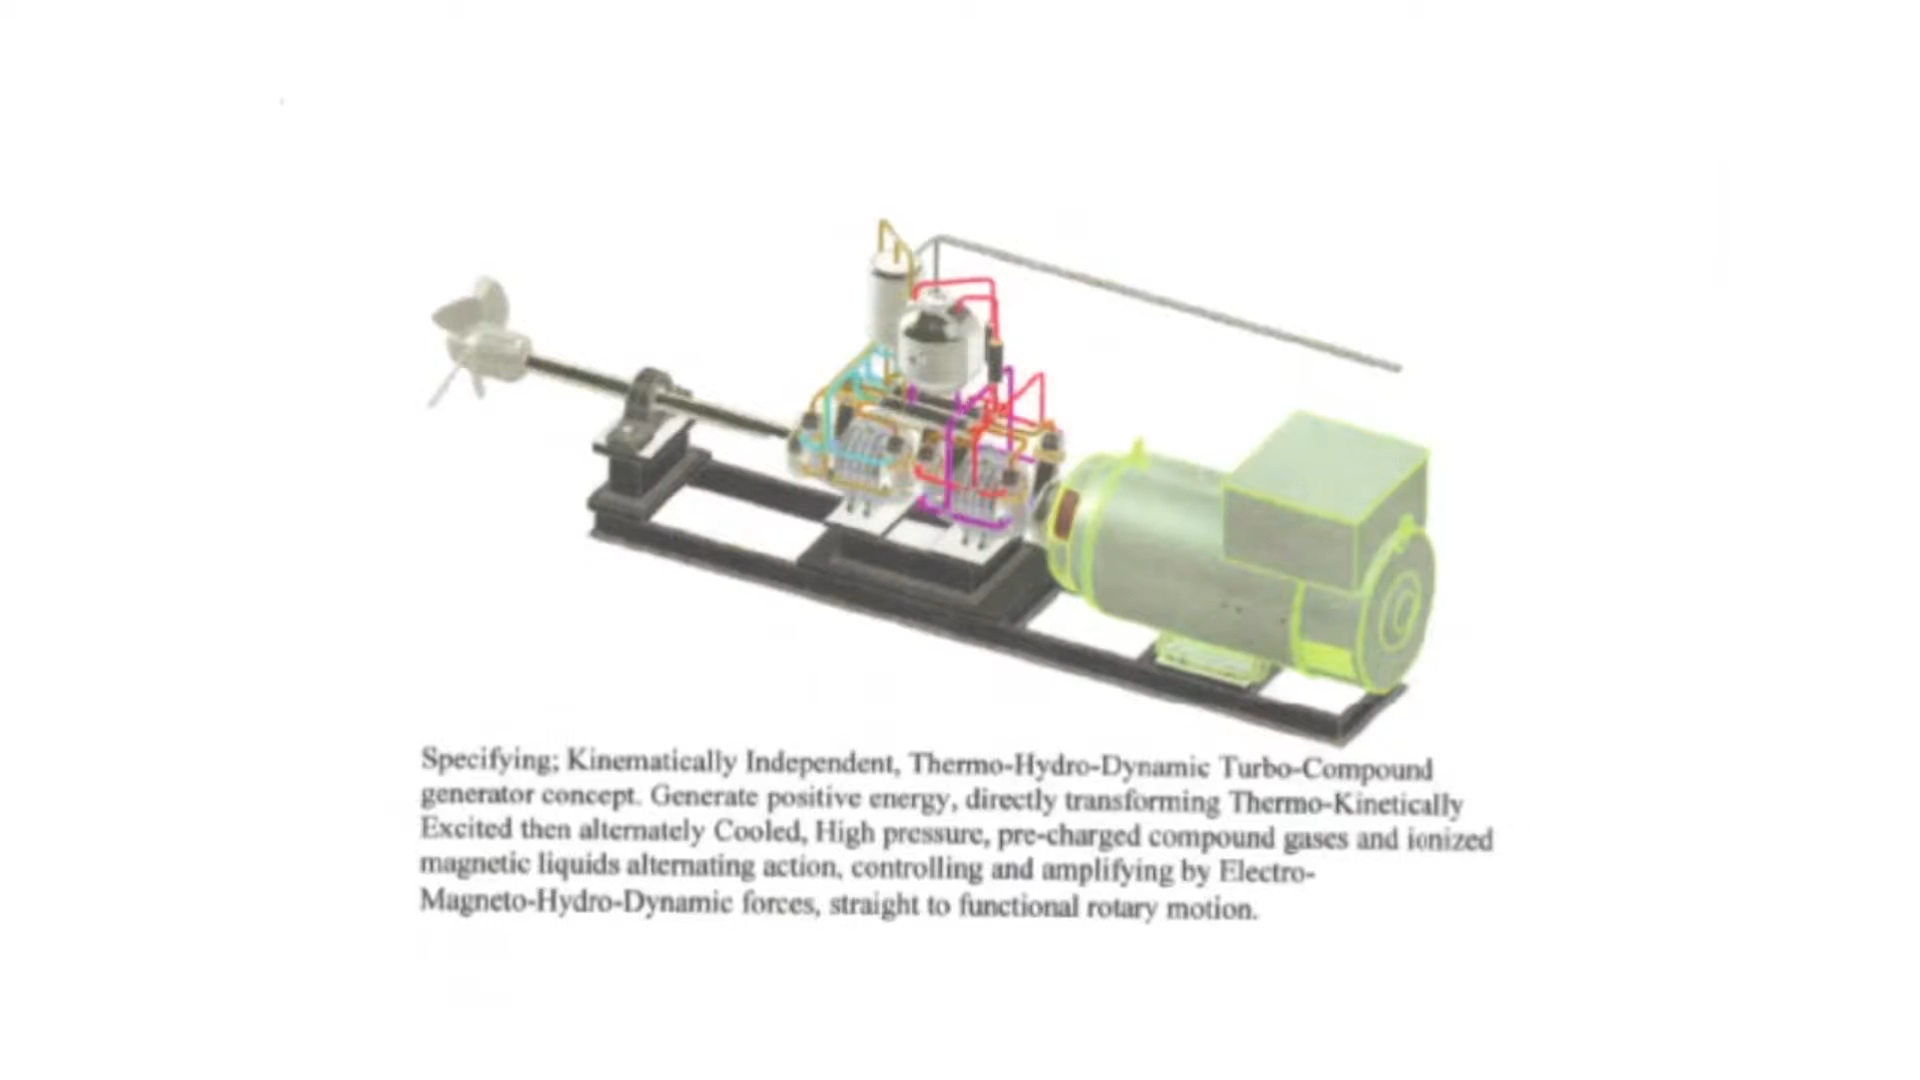 Specifying; Kinematically Independent, Thermo-Hydro-Dynamic Turbo-Compound
generator concept. Generate positive energy, directly transforming Thermo-Kinetically
Excited then alternately Cooled, High pressure, pre-charged compound gases and ionized
magnetic liquids alternating action, controlling and amplifying by Electro-
Magneto-Hydro-Dynamic forces, straight to functional rotary motion.